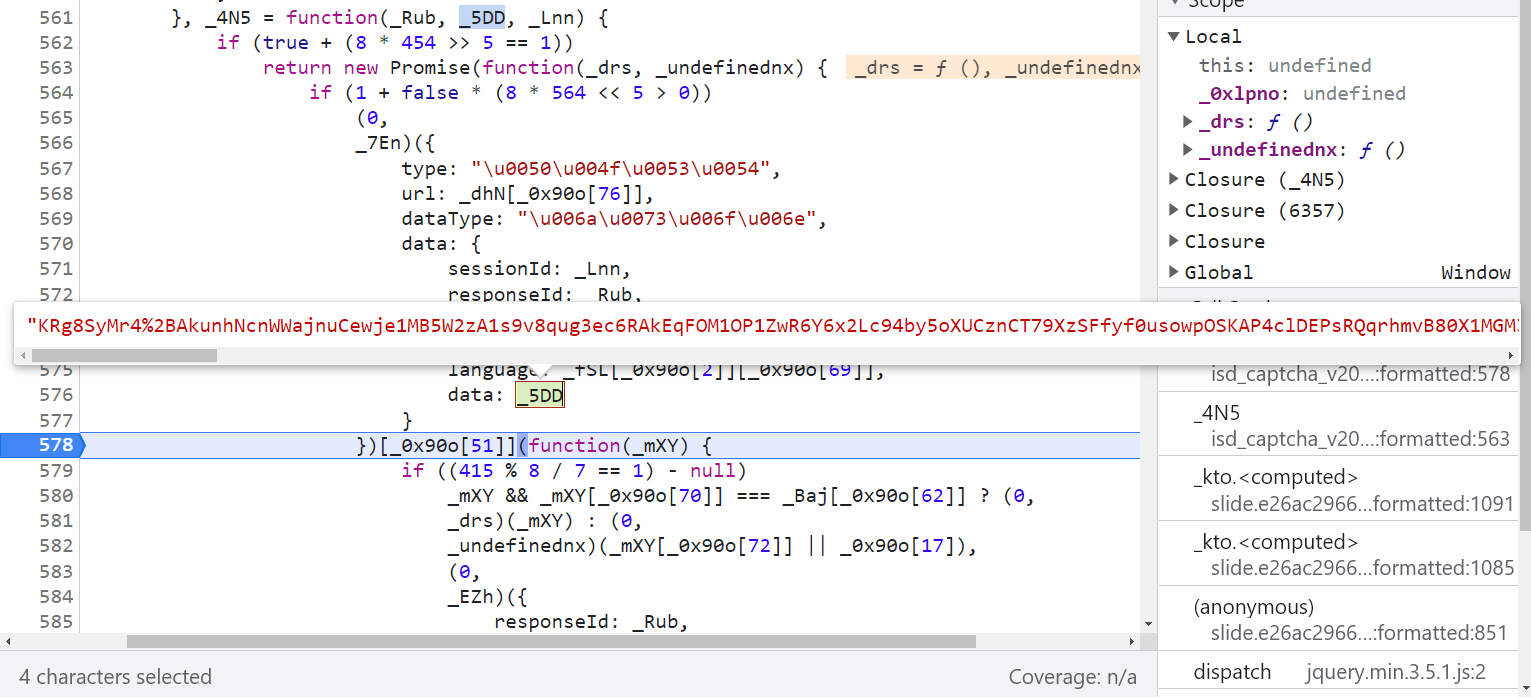 561 }, _4N5 = function(_Rub, _5DD, _Lnn) {
562 if (true + (8 * 454 >> 5 == 1))
563 return new Promise(function(_drs, _undefinednx) { _drs = ƒ (), _undefinednx
564 if (1 + false * (8 * 564 << 5 > 0))
565 (0,
566 _7En)({
567 type: "\u0050\u004f\u0053\u0054",
568 url: _dhN[_0x90o[76]],
569 dataType: "\u006a\u0073\u006f\u006e",
570 data: {
571 sessionId: _Lnn,
572 responseId: _Rub,
"KRg8SyMr4%2BAkunhNcnWWajnuCewje1MB5W2zA1s9v8qug3ec6RAkEqFOM1OP1ZwR6Y6x2Lc94by5oXUCznCT79XzSFfyf0usowpOSKAP4clDEPsRQqrhmvB80X1MGM
575 language: _fSL[_0x90o[2]][_0x90o[69]],
576 data: _5DD
577 }
578 })[_0x90o[51]](function(_mXY) {
579 if ((415 % 8 / 7 == 1) - null)
580 _mXY && _mXY[_0x90o[70]] === _Baj[_0x90o[62]] ? (0,
581 _drs)(_mXY) : (0,
582 _undefinednx)(_mXY[_0x90o[72]] || _0x90o[17]),
583 (0,
584 _EZh)({
585 responseId: _Rub,
4 characters selected
Coverage: n/a
Scope
Local
this: undefined
_0xlpno: undefined
_drs: ƒ ()
_undefinednx: ƒ ()
Closure (_4N5)
Closure (6357)
Closure
Global Window
isd_captcha_v20…:formatted:578
_4N5
isd_captcha_v20…:formatted:563
_kto.<computed>
slide.e26ac2966…formatted:1091
_kto.<computed>
slide.e26ac2966…formatted:1085
(anonymous)
slide.e26ac2966…:formatted:851
dispatch jquery.min.3.5.1.js:2